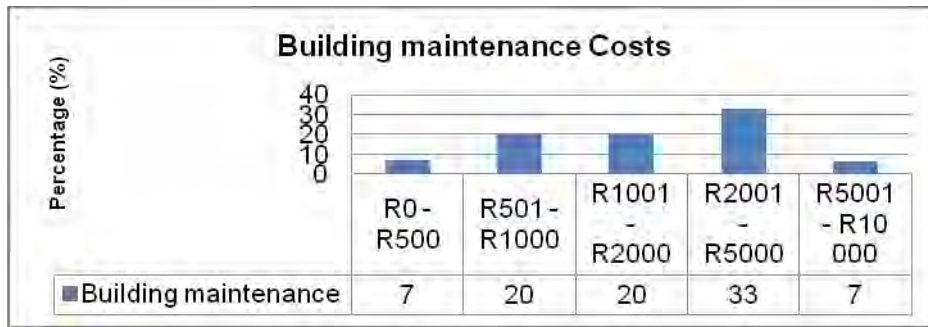 Building maintenance Costs
Percentage (%)
40
30
20
10
0
R0 - R500
R501 - R1000
R1001 - R2000
R2001 - R5000
R5001 - R10 000
Building maintenance 7 20 20 33 7